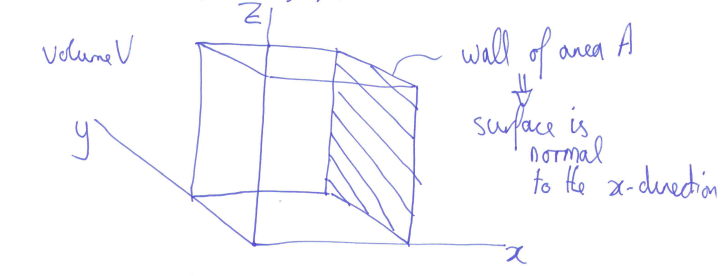 z
volume V
wall of area A
y
surface is
normal
to the x-direction
x